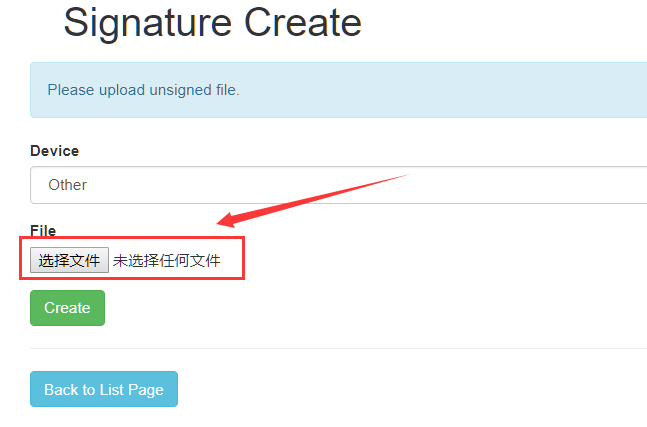 Signature Create
Please upload unsigned file.
Device
Other
File
选择文件 未选择任何文件
Create
Back to List Page